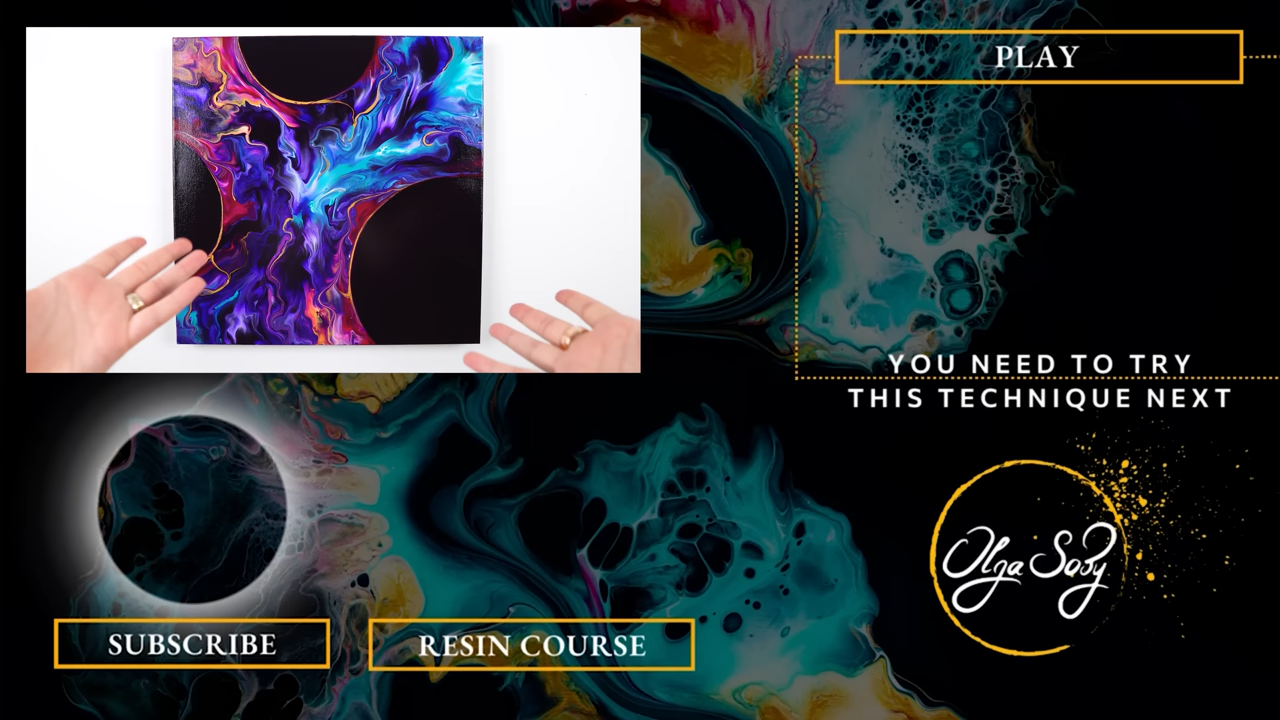 PLAY
YOU NEED TO TRY
THIS TECHNIQUE NEXT
Olga Soby
SUBSCRIBE
RESIN COURSE